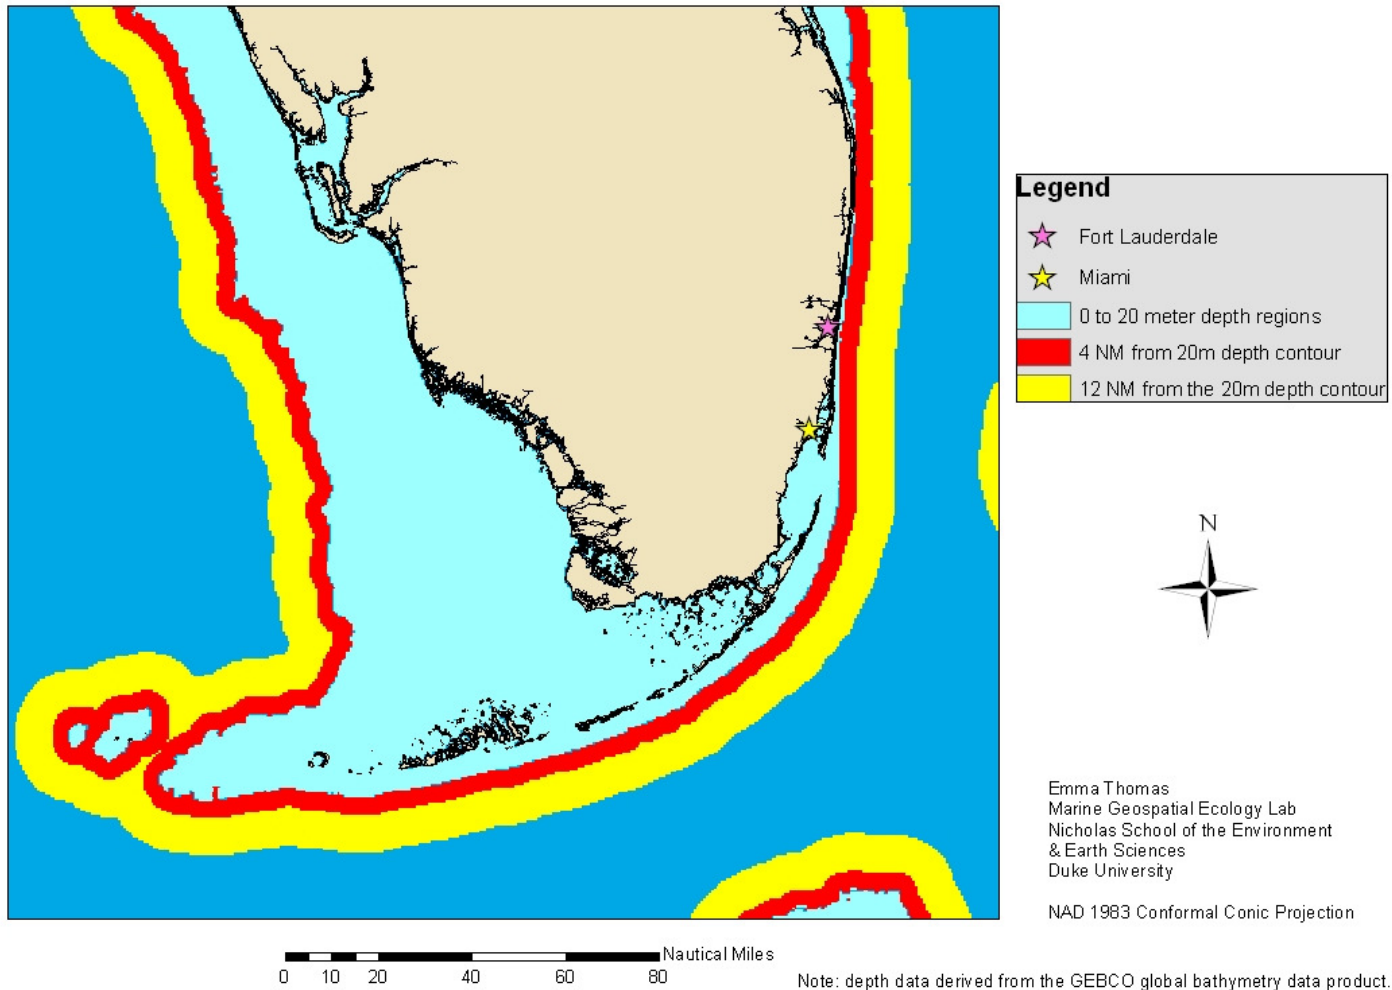 Legend
Fort Lauderdale
Miami
0 to 20 meter depth regions
4 NM from 20m depth contour
12 NM from the 20m depth contour
N
Emma Thomas
Marine Geospatial Ecology Lab
Nicholas School of the Environment
& Earth Sciences
Duke University
NAD 1983 Conformal Conic Projection
Nautical Miles
0 10 20 40 60 80
Note: depth data derived from the GEBCO global bathymetry data product.